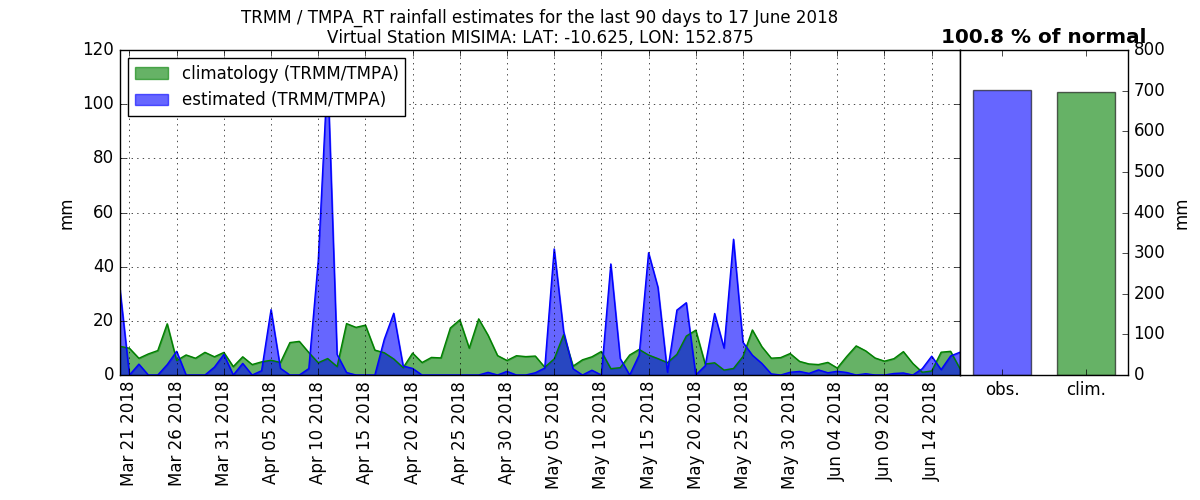 TRMM / TMPA_RT rainfall estimates for the last 90 days to 17 June 2018
Virtual Station MISIMA: LAT: -10.625, LON: 152.875
100.8 % of normal
climatology (TRMM/TMPA)
estimated (TRMM/TMPA)
120
100
80
60
40
20
0
mm
Mar 21 2018
Mar 26 2018
Mar 31 2018
Apr 05 2018
Apr 10 2018
Apr 15 2018
Apr 20 2018
Apr 25 2018
Apr 30 2018
May 05 2018
May 10 2018
May 15 2018
May 20 2018
May 25 2018
May 30 2018
Jun 04 2018
Jun 09 2018
Jun 14 2018
800
700
600
500
400
300
200
100
0
mm
obs.
clim.